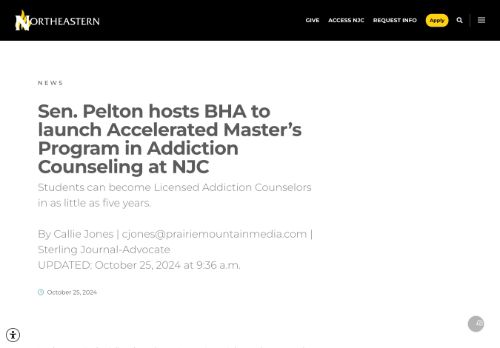 NORTHEASTERN
GIVE ACCESS NJC REQUEST INFO Apply
NEWS
Sen. Pelton hosts BHA to
launch Accelerated Master’s
Program in Addiction
Counseling at NJC
Students can become Licensed Addiction Counselors
in as little as five years.
By Callie Jones | cjones@prairiemountainmedia.com |
Sterling Journal-Advocate
UPDATED: October 25, 2024 at 9:36 a.m.
October 25, 2024